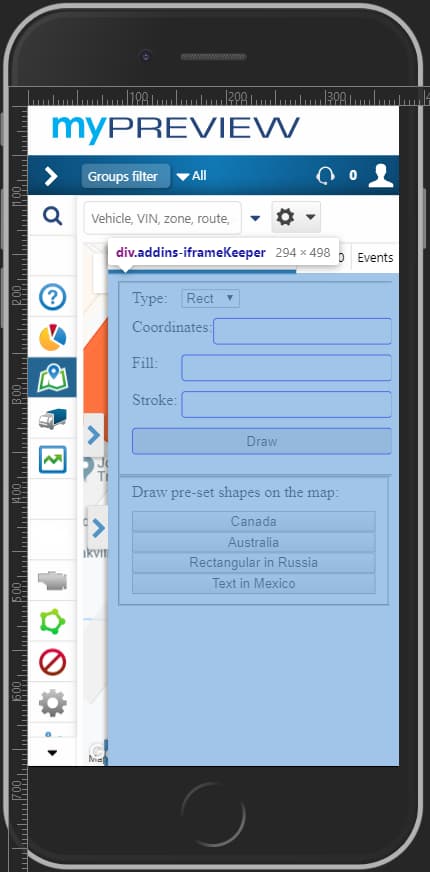 100
200
300
myPREVIEW
Groups filter
All
0
Vehicle, VIN, zone, route,
div.addins-iframeKeeper 294 × 498
0
Events
Type:
Rect
Coordinates:
Fill:
Stroke:
Draw
Draw pre-set shapes on the map:
Canada
Australia
Rectangular in Russia
Text in Mexico
100
200
300
400
500
600
700